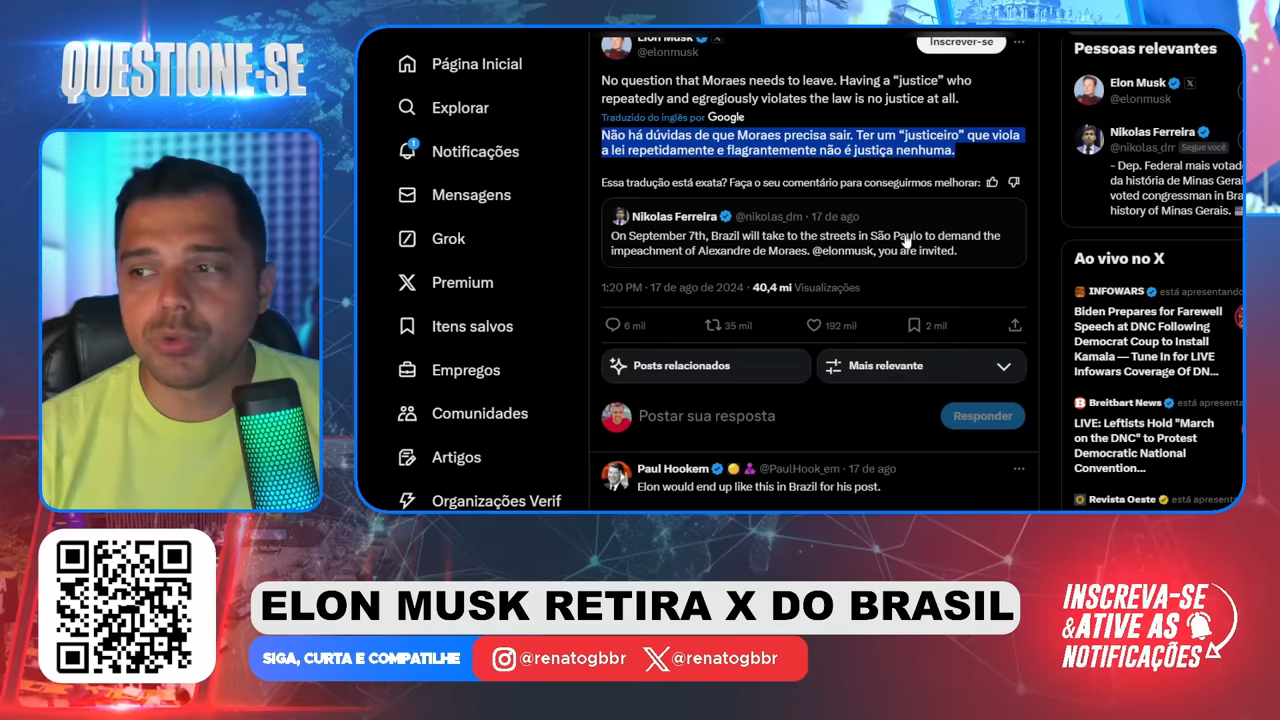 QUESTIONE-SE
Página Inicial
Explorar
1
Notificações
Mensagens
Grok
Premium
Itens salvos
Empregos
Comunidades
Artigos
Organizações Verif
Elon Musk
@elonmusk
Inscrever-se
No question that Moraes needs to leave. Having a “justice” who
repeatedly and egregiously violates the law is no justice at all.
Traduzido do inglês por Google
Não há dúvidas de que Moraes precisa sair. Ter um “justiceiro” que viola
a lei repetidamente e flagrantemente não é justiça nenhuma.
Essa tradução está exata? Faça o seu comentário para conseguirmos melhorar:
Nikolas Ferreira @nikolas_dm · 17 de ago
On September 7th, Brazil will take to the streets in São Paulo to demand the
impeachment of Alexandre de Moraes. @elonmusk, you are invited.
1:20 PM · 17 de ago de 2024 · 40,4 mi Visualizações
6 mil 35 mil 192 mil 2 mil
Posts relacionados
Mais relevante
Postar sua resposta
Responder
Paul Hookem @PaulHook_em · 17 de ago
Elon would end up like this in Brazil for his post.
Pessoas relevantes
Elon Musk X
@elonmusk
Nikolas Ferreira
@nikolas_dm Segue você
- Dep. Federal mais votad
da história de Minas Gerai
voted congressman in Bra
history of Minas Gerais.
Ao vivo no X
INFOWARS está apresentando
Biden Prepares for Farewell
Speech at DNC Following
Democrat Coup to Install
Kamala — Tune In for LIVE
Infowars Coverage Of DN...
Breitbart News está apresenta
LIVE: Leftists Hold "March
on the DNC" to Protest
Democratic National
Convention...
Revista Oeste está apresent
ELON MUSK RETIRA X DO BRASIL
SIGA, CURTA E COMPATILHE
@renatogbbr
@renatogbbr
INSCREVA-SE
&ATIVE AS
NOTIFICAÇÕES